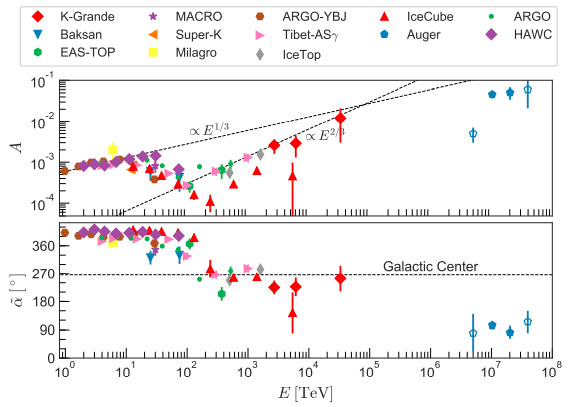 K-Grande MACRO ARGO-YBJ IceCube ARGO
Baksan Super-K Tibet-ASγ Auger HAWC
EAS-TOP Milagro IceTop
10^-1
10^-2
10^-3
10^-4
A
∝E^1/3
∝E^2/3
360
270
180
90
0
α̃ [°]
Galactic Center
10^0 10^1 10^2 10^3 10^4 10^5 10^6 10^7 10^8
E [TeV]